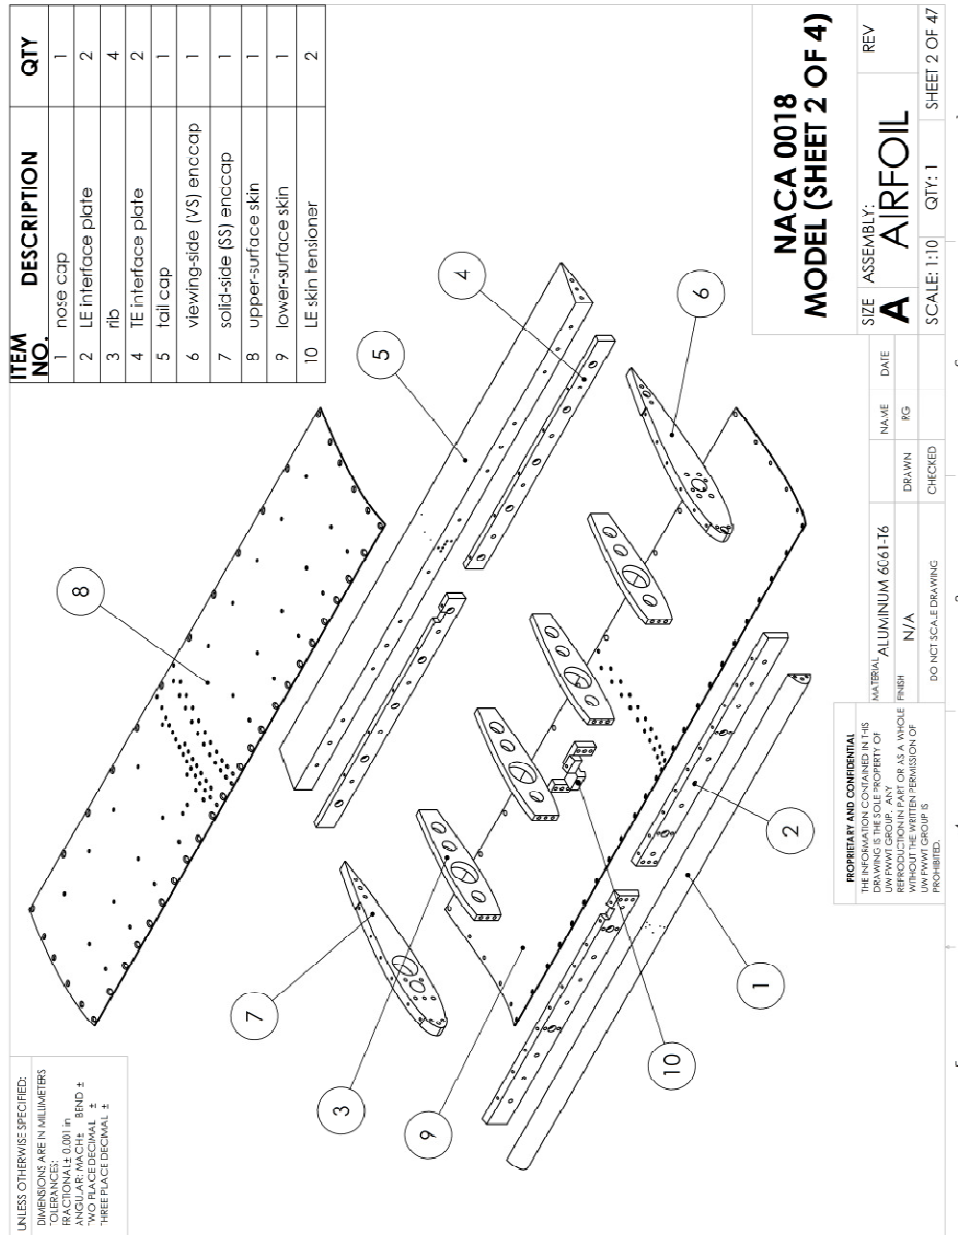 ITEM NO. DESCRIPTION QTY
1 nose cap 1
2 LE interface plate 2
3 rib 4
4 TE interface plate 2
5 tail cap 1
6 viewing-side (VS) enccap 1
7 solid-side (SS) enccap 1
8 upper-surface skin 1
9 lower-surface skin 1
10 LE skin tensioner 2
UNLESS OTHERWISE SPECIFIED:
DIMENSIONS ARE IN MILLIMETERS
TOLERANCES:
FRACTIONAL± 0.001 in
ANGULAR: MACH± BEND ±
TWO PLACE DECIMAL ±
THREE PLACE DECIMAL ±
8
5
4
7
6
3
9
2
1
10
PROPRIETARY AND CONFIDENTIAL
THE INFORMATION CONTAINED IN THIS
DRAWING IS THE SOLE PROPERTY OF
UW FWWT GROUP. ANY
REPRODUCTION IN PART OR AS A WHOLE
WITHOUT THE WRITTEN PERMISSION OF
UW FWWT GROUP IS
PROHIBITED.
MATERIAL
ALUMINUM 6061-T6
FINISH
N/A
DO NOT SCALE DRAWING
NAME DATE
DRAWN RG
CHECKED
NACA 0018
MODEL (SHEET 2 OF 4)
SIZE ASSEMBLY: REV
A AIRFOIL
SCALE: 1:10 QTY: 1 SHEET 2 OF 47